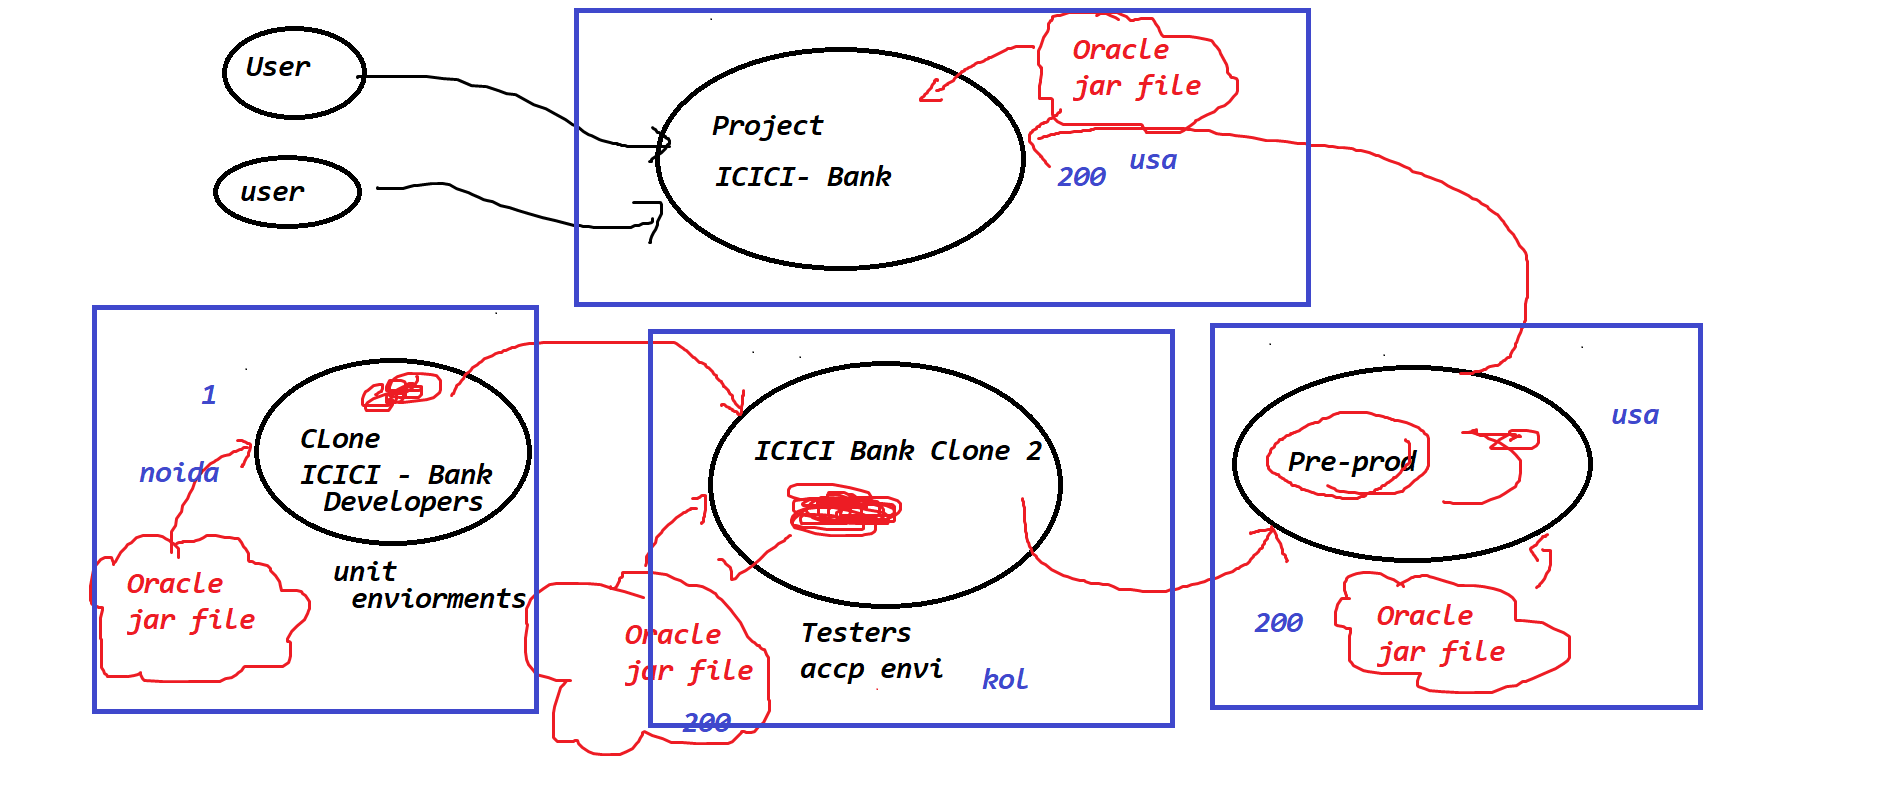 User
user
Project
ICICI- Bank
Oracle
jar file
200
usa
1
noida
CLone
ICICI - Bank
Developers
unit
enviorments
Oracle
jar file
ICICI Bank Clone 2
Testers
accp envi
kol
Oracle
jar file
200
Pre-prod
usa
200
Oracle
jar file